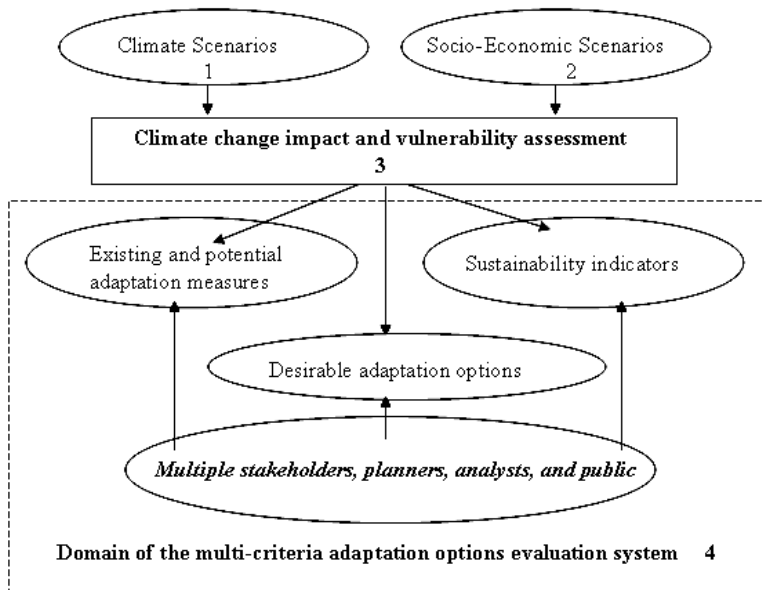 Climate Scenarios
1
Socio-Economic Scenarios
2
Climate change impact and vulnerability assessment
3
Existing and potential
adaptation measures
Sustainability indicators
Desirable adaptation options
Multiple stakeholders, planners, analysts, and public
Domain of the multi-criteria adaptation options evaluation system 4